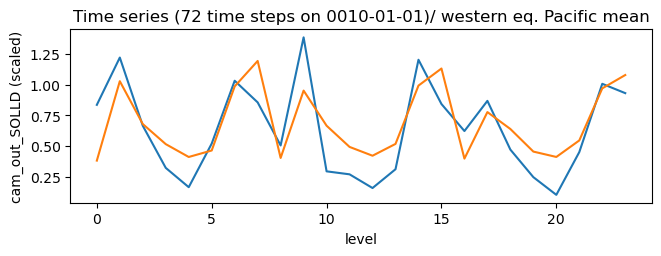 Time series (72 time steps on 0010-01-01)/ western eq. Pacific mean
cam_out_SOLLD (scaled)
1.25
1.00
0.75
0.50
0.25
0 5 10 15 20
level